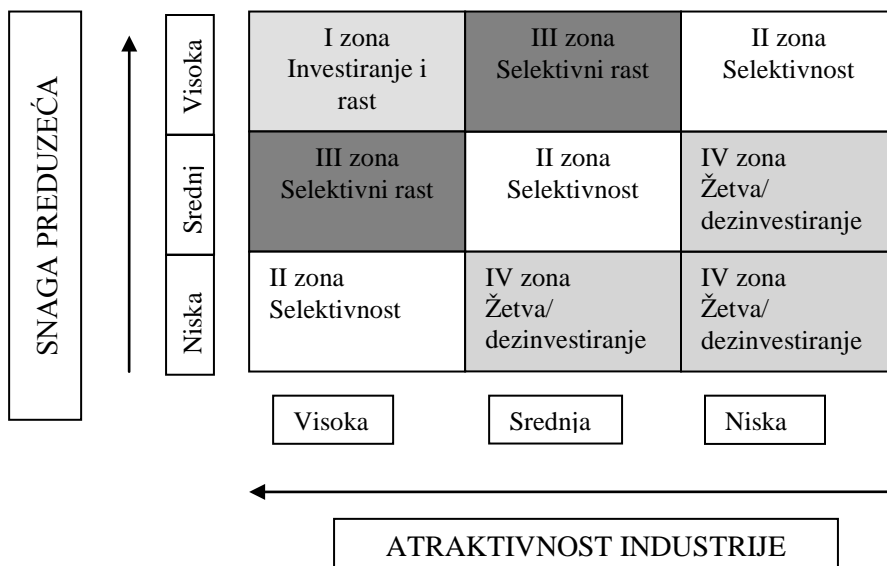 SNAGA PREDUZEĆA
Visoka
I zona
Investiranje i
rast
III zona
Selektivni rast
II zona
Selektivnost
Srednj
III zona
Selektivni rast
II zona
Selektivnost
IV zona
Žetva/
dezinvestiranje
Niska
II zona
Selektivnost
IV zona
Žetva/
dezinvestiranje
IV zona
Žetva/
dezinvestiranje
Visoka
Srednja
Niska
ATRAKTIVNOST INDUSTRIJE